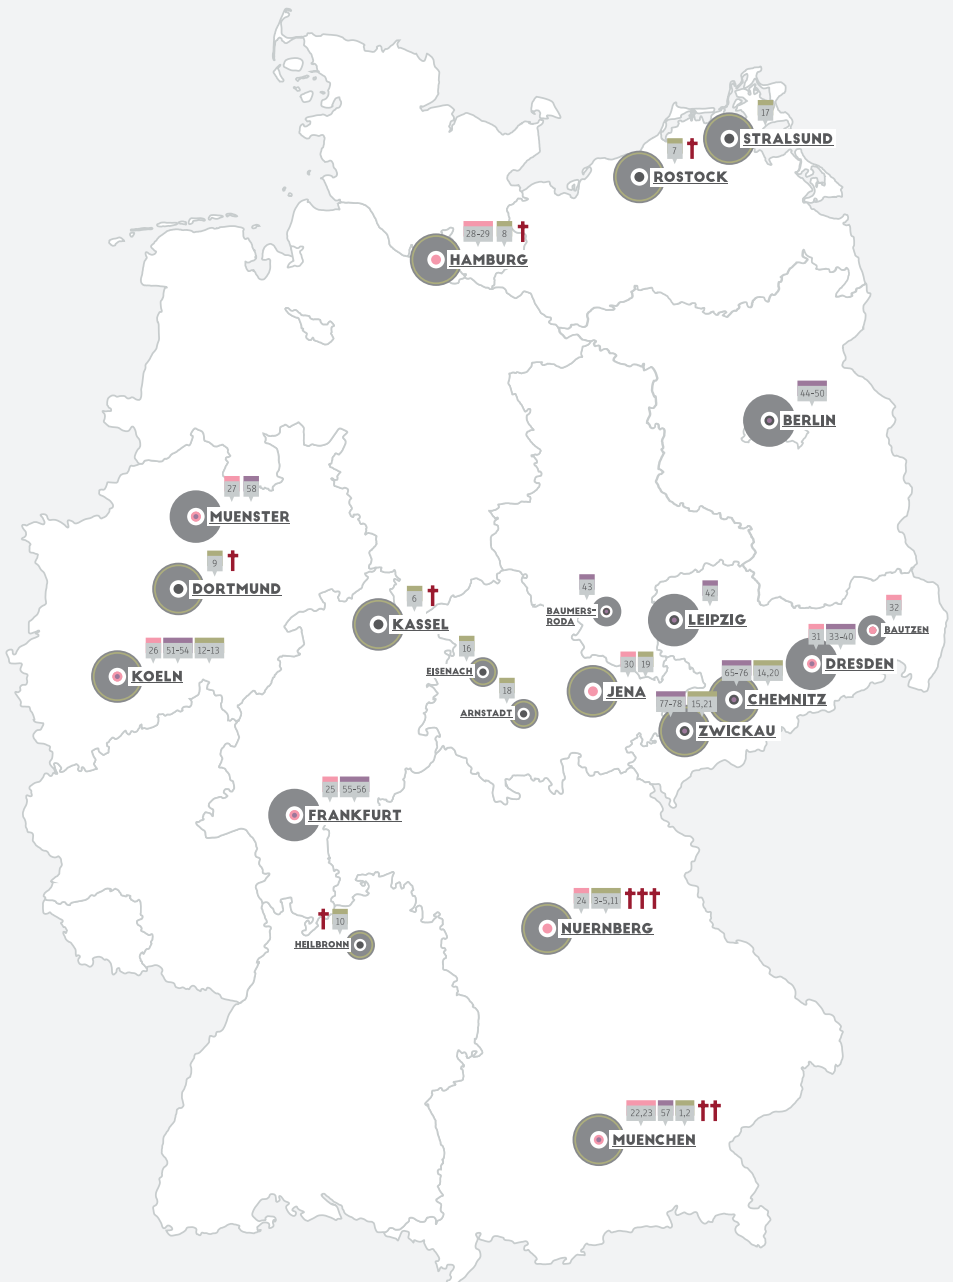 17
STRALSUND
7
ROSTOCK
28-29 8
HAMBURG
44-50
BERLIN
27 58
MUENSTER
9
DORTMUND
6
KASSEL
43
BAUMERS-
RODA
42
LEIPZIG
32
BAUTZEN
26 51-54 12-13
KOELN
16
EISENACH
18
ARNSTADT
30 19
JENA
31 33-40
DRESDEN
65-76 14,20
CHEMNITZ
77-78 15,21
ZWICKAU
25 55-56
FRANKFURT
24 3-5,11
NUERNBERG
10
HEILBRONN
22,23 57 1,2
MUENCHEN